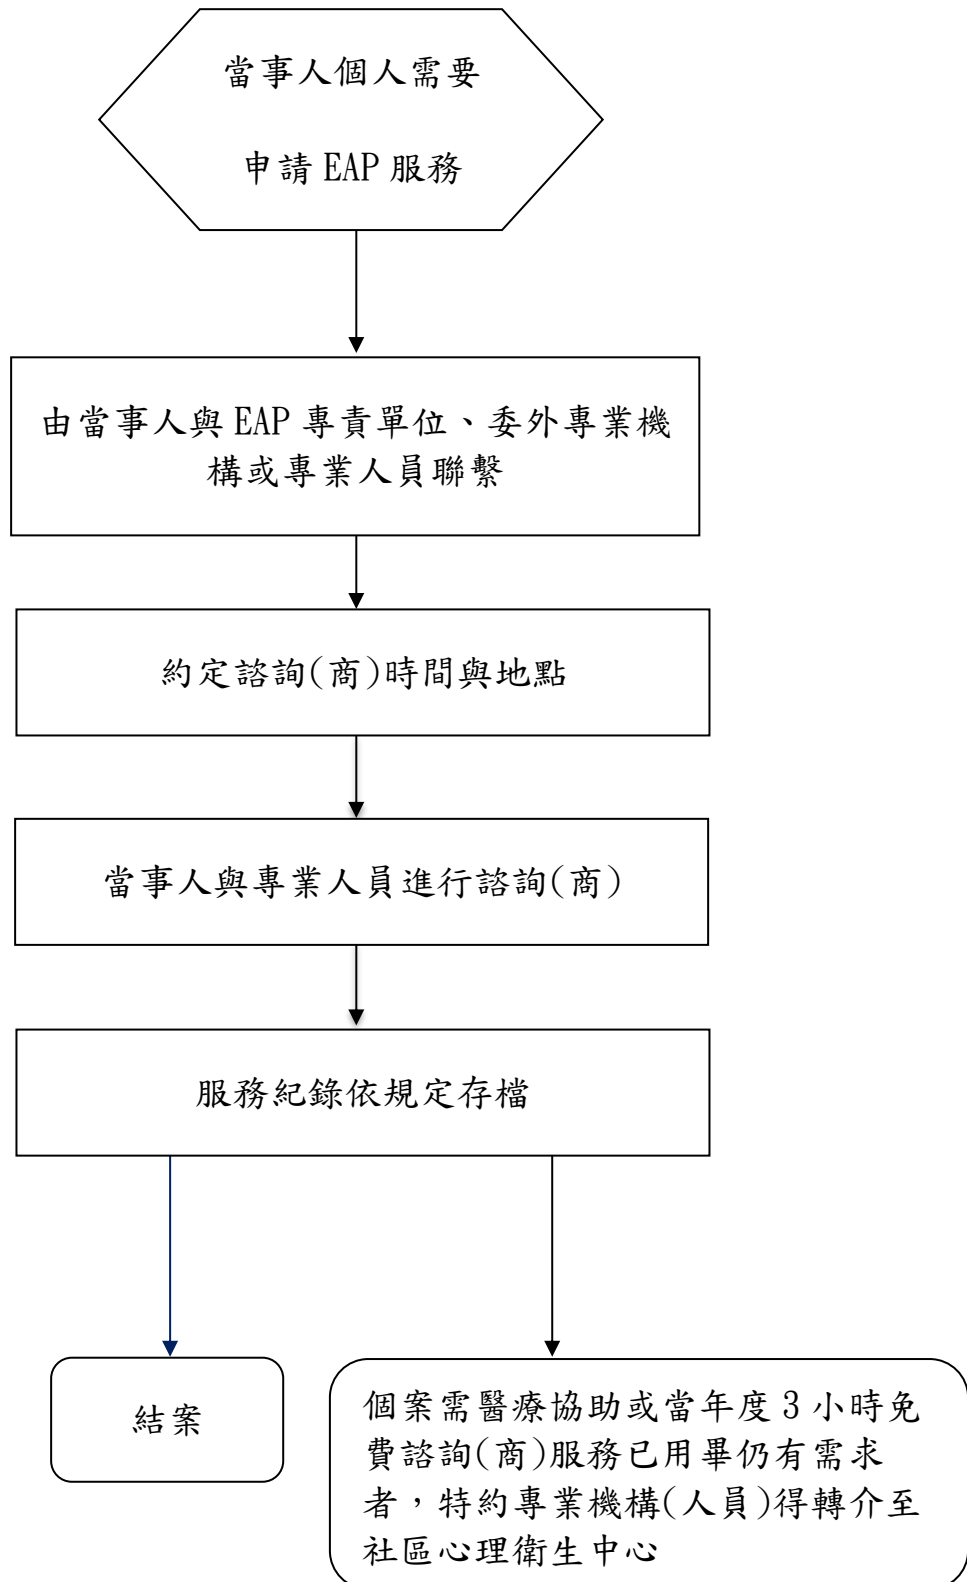 當事人個人需要
申請 EAP 服務
由當事人與 EAP 專責單位、委外專業機
構或專業人員聯繫
約定諮詢(商)時間與地點
當事人與專業人員進行諮詢(商)
服務紀錄依規定存檔
結案
個案需醫療協助或當年度 3 小時免
費諮詢(商)服務已用畢仍有需求
者，特約專業機構(人員)得轉介至
社區心理衛生中心